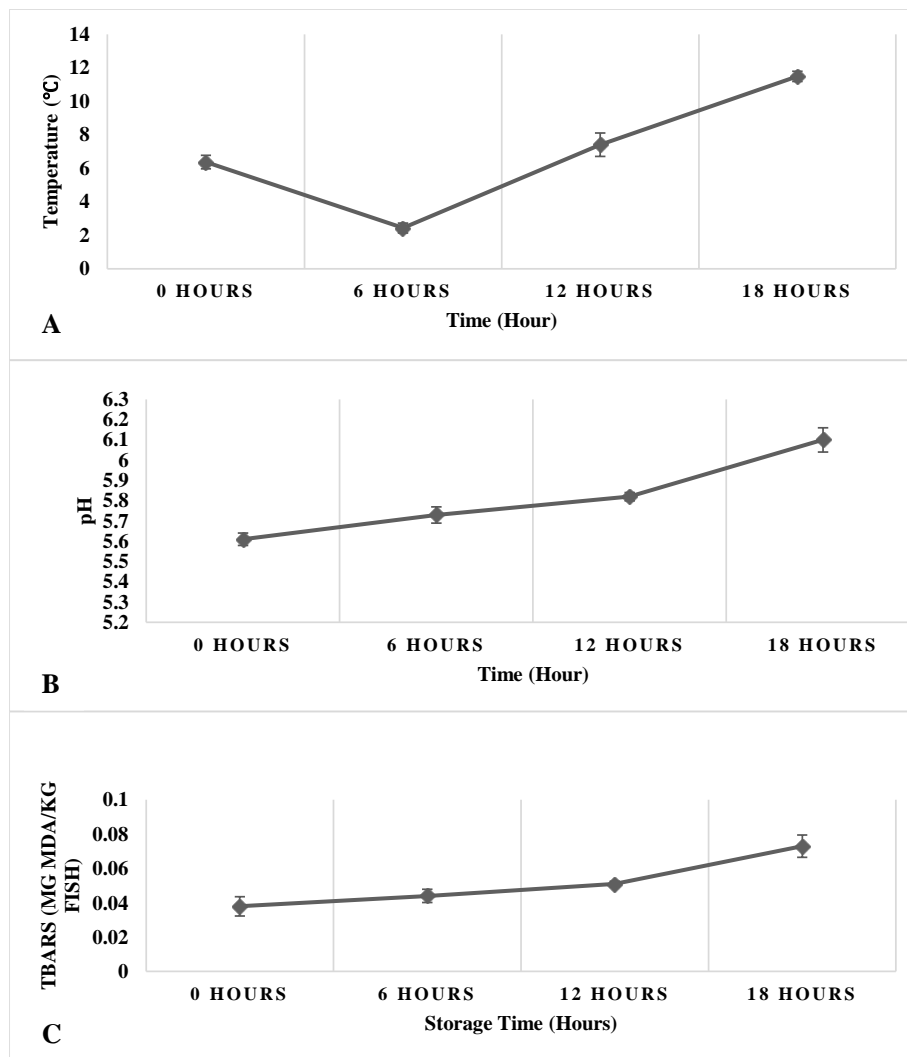 14
12
10
8
6
4
2
0
Temperature (℃)
0 HOURS 6 HOURS 12 HOURS 18 HOURS
Time (Hour)
A
6.3
6.2
6.1
6
5.9
5.8
5.7
5.6
5.5
5.4
5.3
5.2
pH
0 HOURS 6 HOURS 12 HOURS 18 HOURS
Time (Hour)
B
0.1
0.08
0.06
0.04
0.02
0
TBARS (MG MDA/KG
FISH)
0 HOURS 6 HOURS 12 HOURS 18 HOURS
Storage Time (Hours)
C